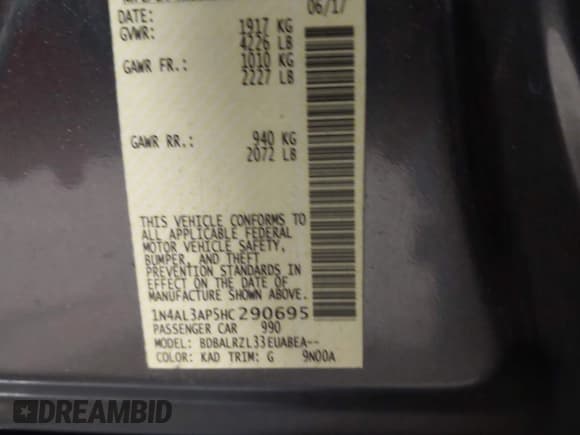 DATE: 06/17
GVWR: 1917 KG
4226 LB
GAWR FR.: 1010 KG
2227 LB
GAWR RR.: 940 KG
2072 LB
THIS VEHICLE CONFORMS TO
ALL APPLICABLE FEDERAL
MOTOR VEHICLE SAFETY,
BUMPER, AND THEFT
PREVENTION STANDARDS IN
EFFECT ON THE DATE OF
MANUFACTURE SHOWN ABOVE.
1N4AL3AP5HC290695
PASSENGER CAR 990
MODEL: BDBALRZL33EUABEA--
COLOR: KAD TRIM: G 9N00A
DREAMBID